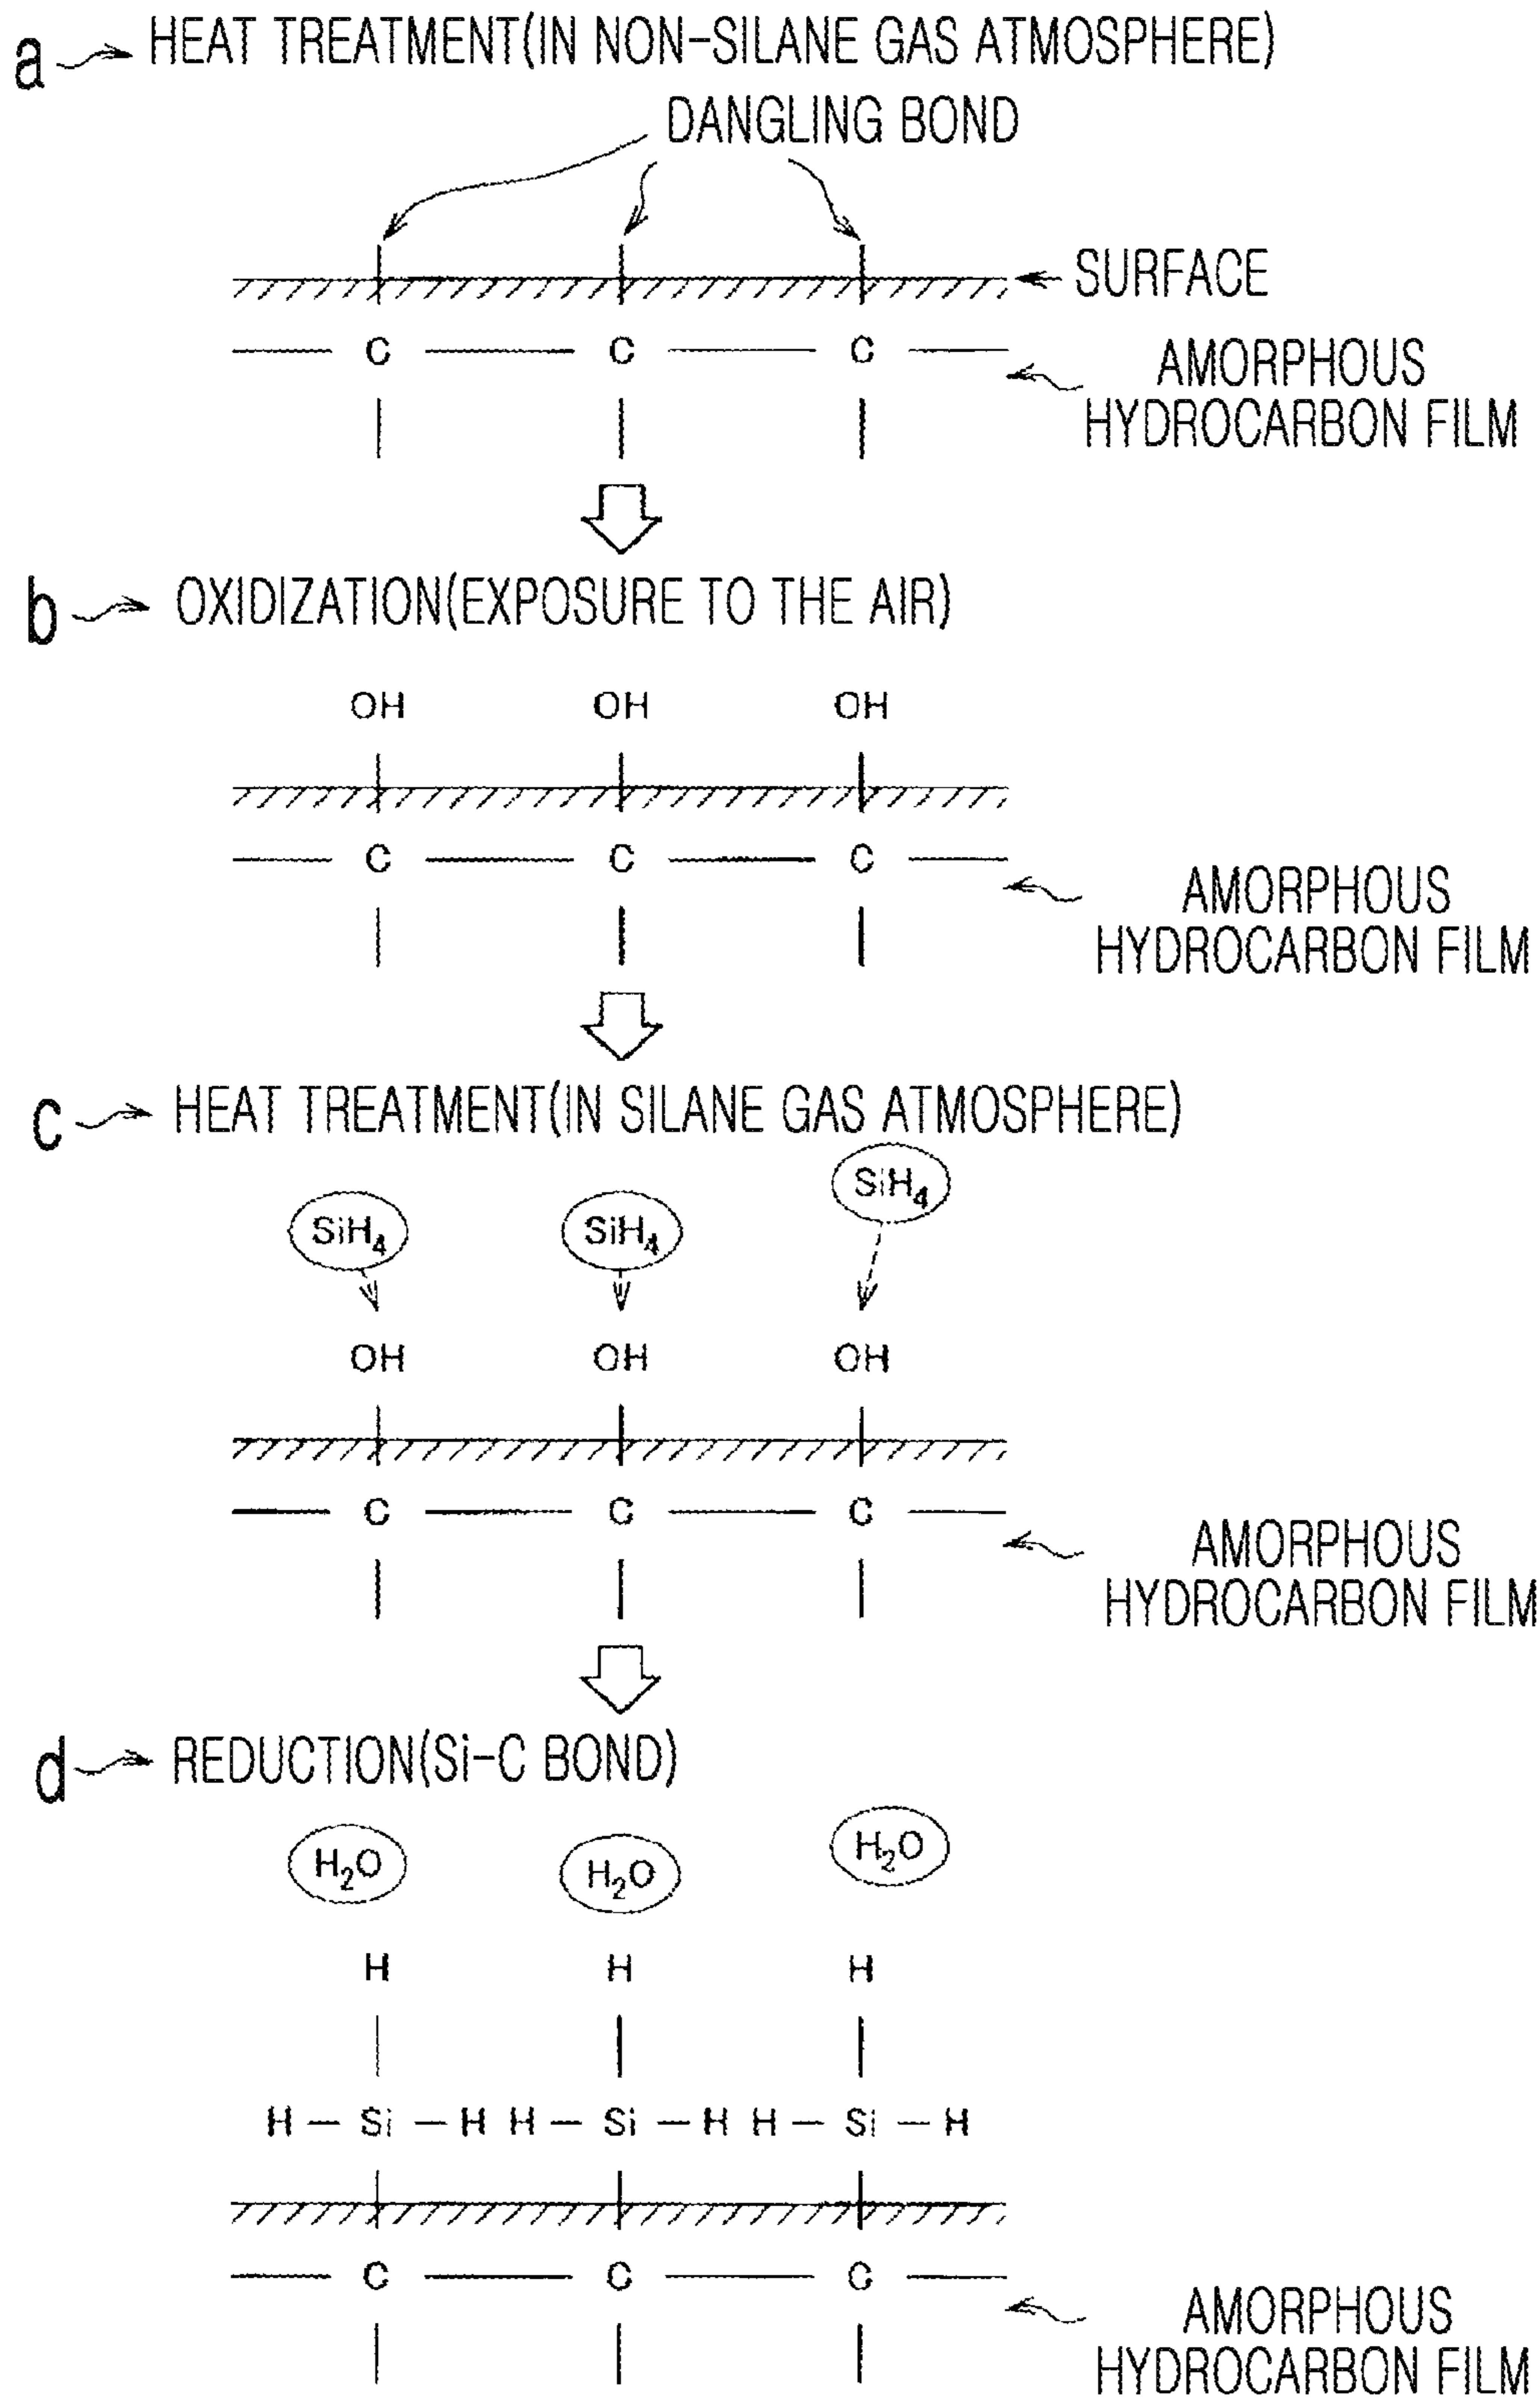 a HEAT TREATMENT(IN NON-SILANE GAS ATMOSPHERE)
DANGLING BOND
SURFACE
C C C
AMORPHOUS
HYDROCARBON FILM
b OXIDIZATION(EXPOSURE TO THE AIR)
OH OH OH
C C C
AMORPHOUS
HYDROCARBON FILM
c HEAT TREATMENT(IN SILANE GAS ATMOSPHERE)
SiH4 SiH4 SiH4
OH OH OH
C C C
AMORPHOUS
HYDROCARBON FILM
d REDUCTION(Si-C BOND)
H2O H2O H2O
H H H
H — Si — H H — Si — H H — Si — H
C C C
AMORPHOUS
HYDROCARBON FILM